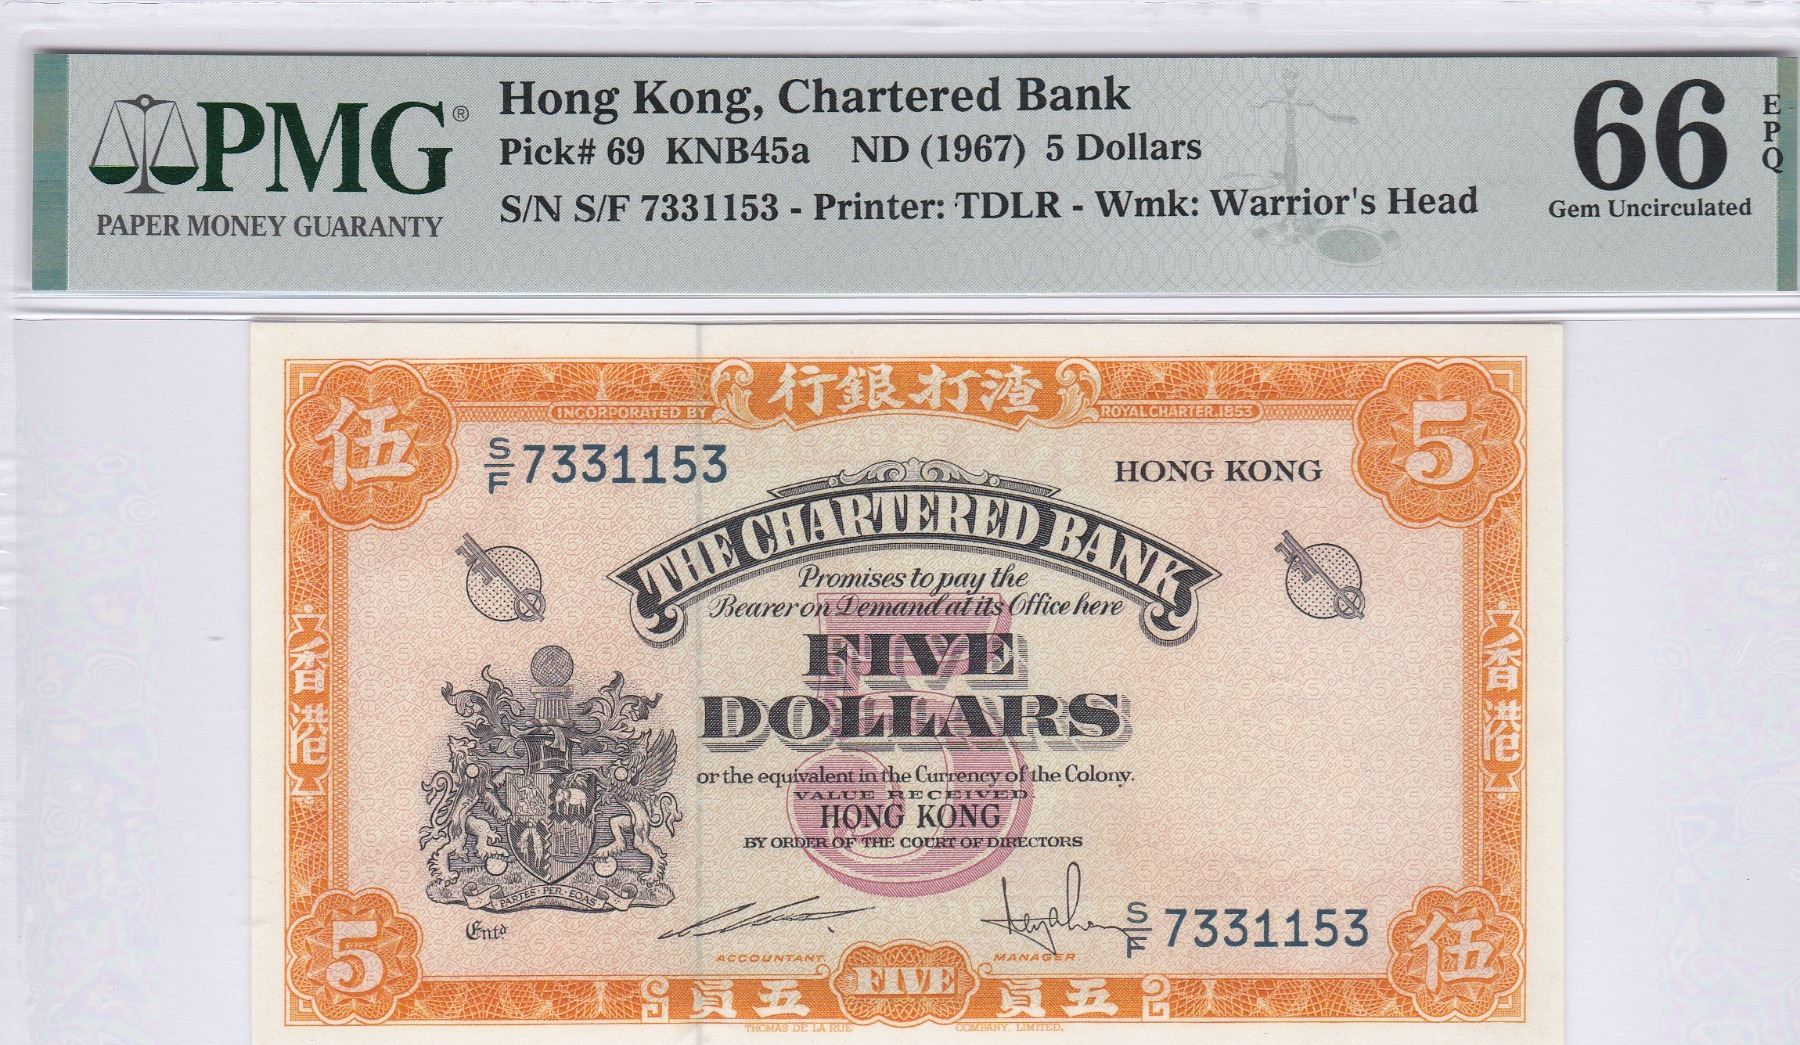 PMG®
PAPER MONEY GUARANTY
Hong Kong, Chartered Bank
Pick# 69 KNB45a ND (1967) 5 Dollars
S/N S/F 7331153 - Printer: TDLR - Wmk: Warrior's Head
66 EPQ
Gem Uncirculated
行銀打渣
INCORPORATED BY ROYAL CHARTER.1853
伍
5
S/F 7331153
HONG KONG
THE CHARTERED BANK
Promises to pay the
Bearer on Demand at its Office here
FIVE
DOLLARS
5
or the equivalent in the Currency of the Colony.
VALUE RECEIVED.
HONG KONG
BY ORDER OF THE COURT OF DIRECTORS
香港
香港
PARTES·PER·EOAS
Entd.
S/F 7331153
ACCOUNTANT.
MANAGER
5
伍
員五
FIVE
員五
THOMAS DE LA RUE COMPANY, LIMITED.